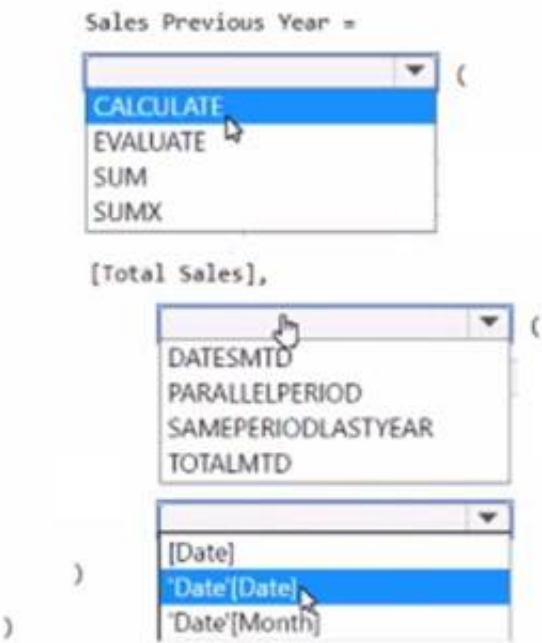 Sales Previous Year =
(
CALCULATE
EVALUATE
SUM
SUMX
[Total Sales],
(
DATESMTD
PARALLELPERIOD
SAMEPERIODLASTYEAR
TOTALMTD
[Date]
)
'Date'[Date]
'Date'[Month]
)